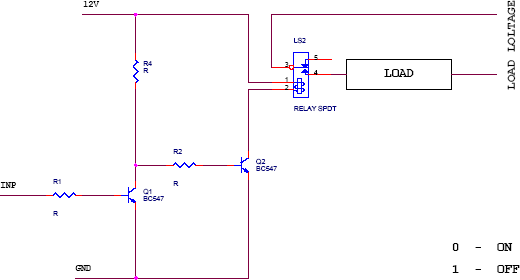 12V
LOAD LOLTAGE
LS2
R4
R
5
3
4
1
2
LOAD
RELAY SPDT
R2
Q2
BC547
R
R1
Q1
BC547
INP
R
GND
0 - ON
1 - OFF